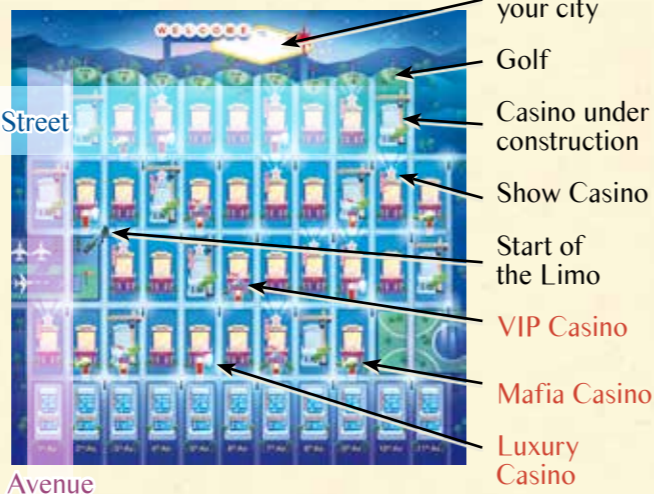 your city
WELCOME
Golf
Street
Casino under
construction
Show Casino
Start of
the Limo
VIP Casino
Mafia Casino
Luxury
Casino
Avenue